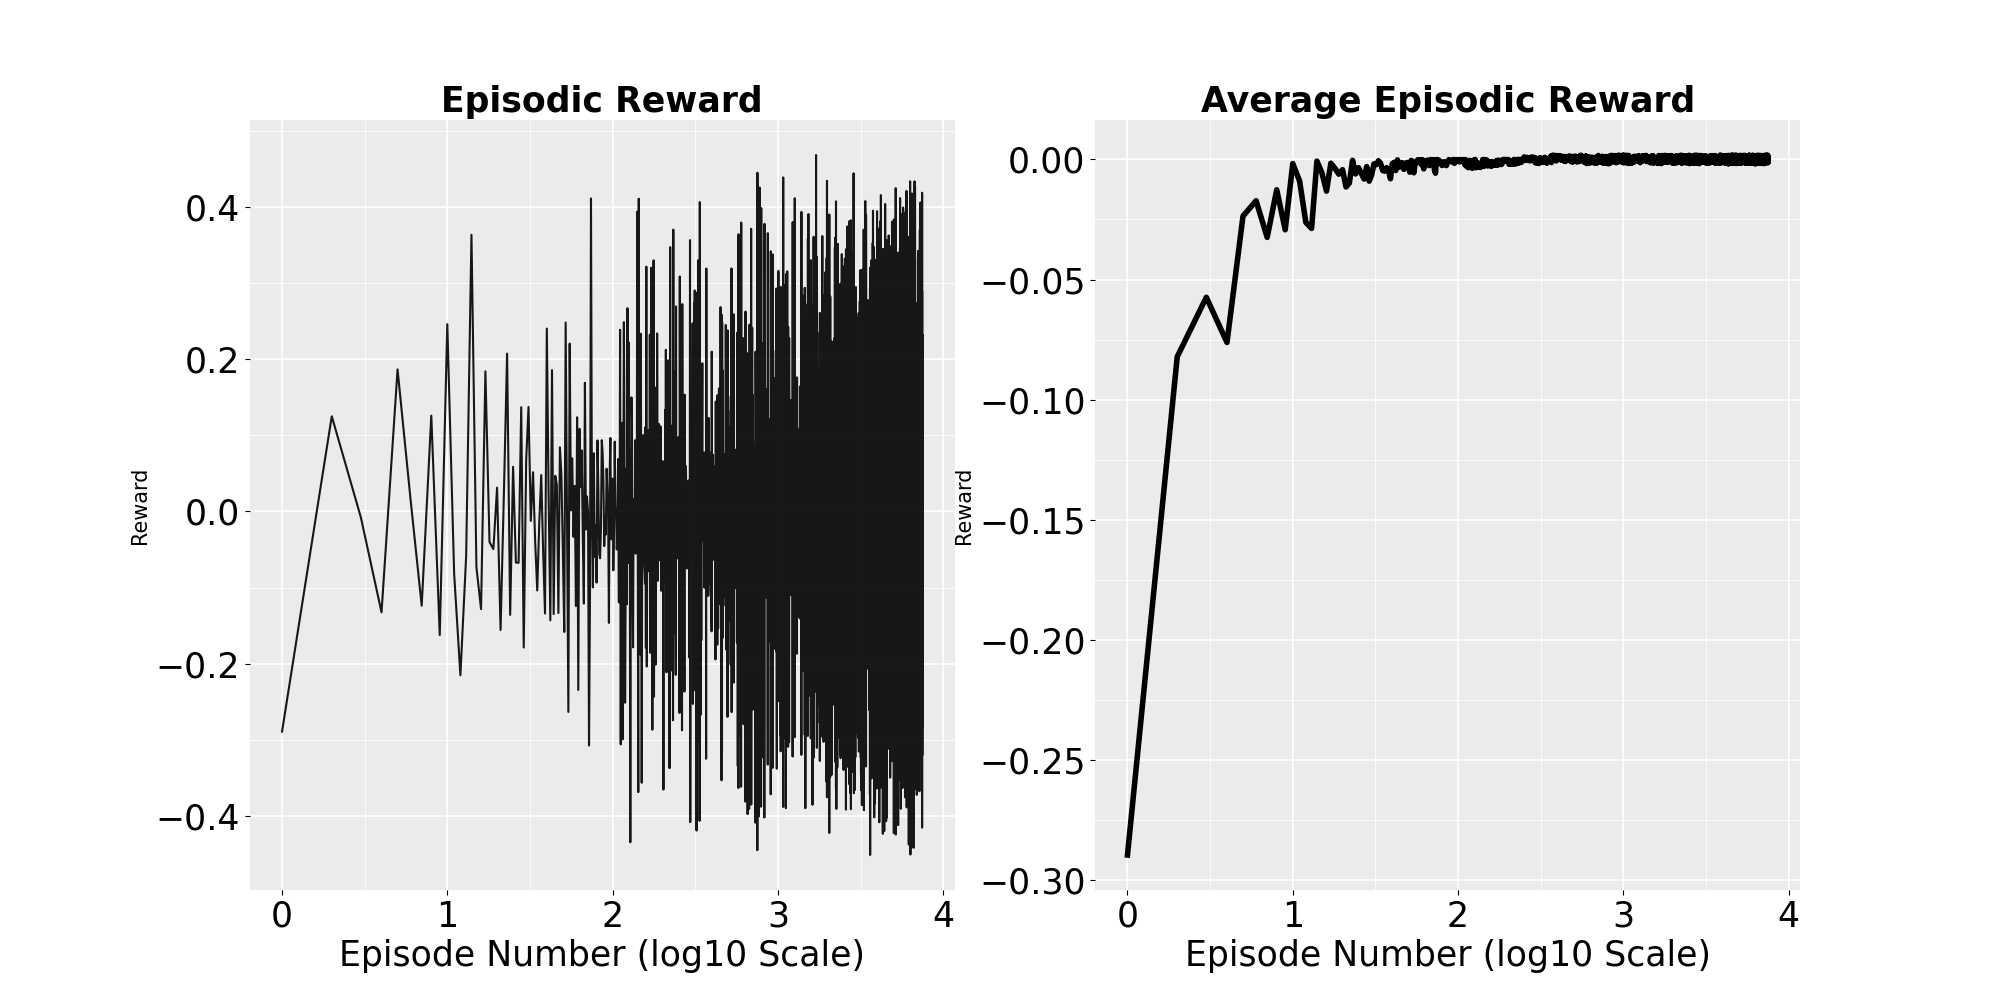 Episodic Reward
Reward
0.4
0.2
0.0
−0.2
−0.4
0 1 2 3 4
Episode Number (log10 Scale)
Average Episodic Reward
Reward
0.00
−0.05
−0.10
−0.15
−0.20
−0.25
−0.30
0 1 2 3 4
Episode Number (log10 Scale)